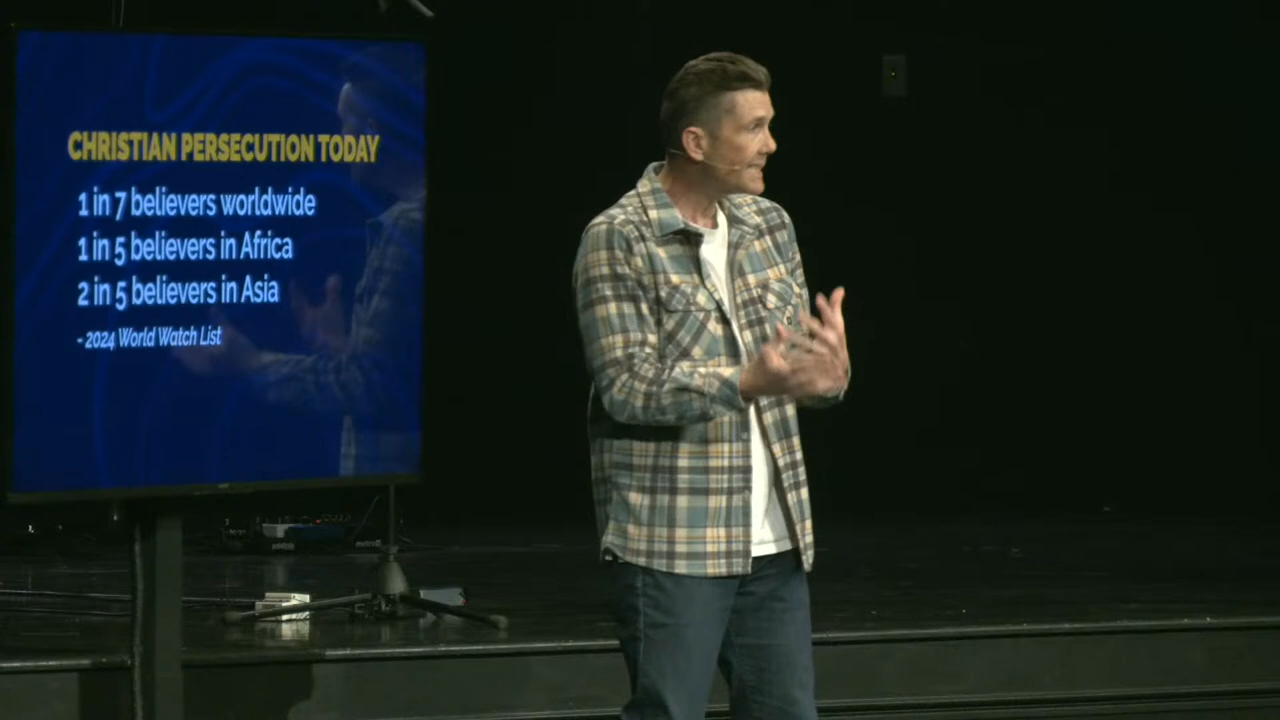 CHRISTIAN PERSECUTION TODAY
1 in 7 believers worldwide
1 in 5 believers in Africa
2 in 5 believers in Asia
- 2024 World Watch List